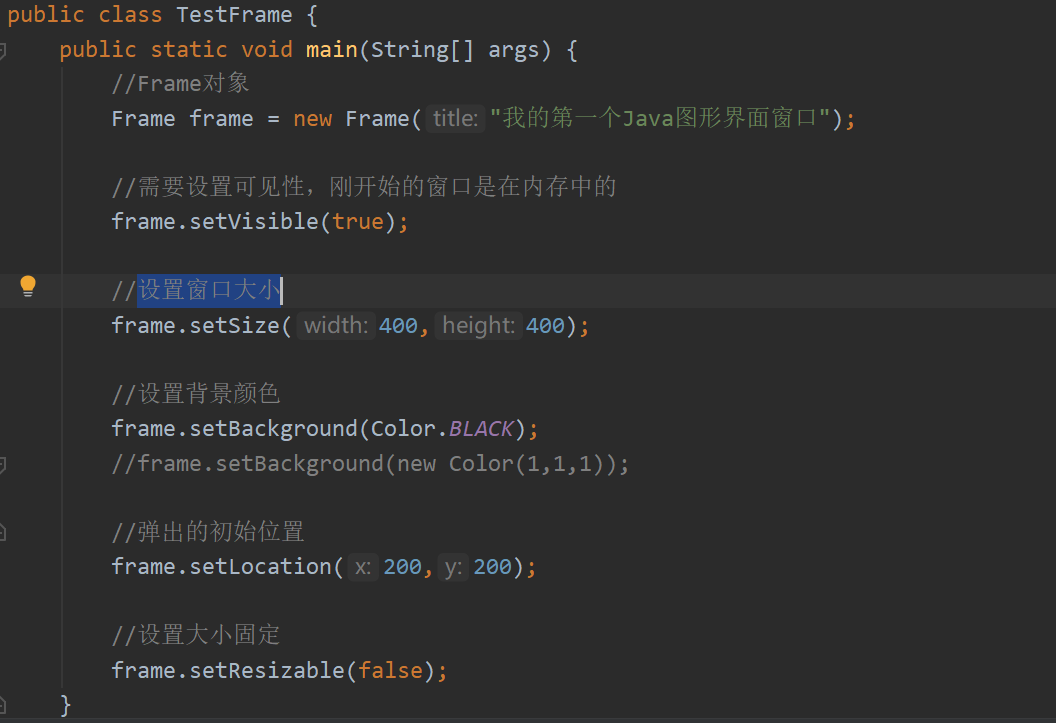 public class TestFrame {
public static void main(String[] args) {
//Frame对象
Frame frame = new Frame( title: "我的第一个Java图形界面窗口");
//需要设置可见性，刚开始的窗口是在内存中的
frame.setVisible(true);
//设置窗口大小
frame.setSize( width: 400, height: 400);
//设置背景颜色
frame.setBackground(Color.BLACK);
//frame.setBackground(new Color(1,1,1));
//弹出的初始位置
frame.setLocation( x: 200, y: 200);
//设置大小固定
frame.setResizable(false);
}